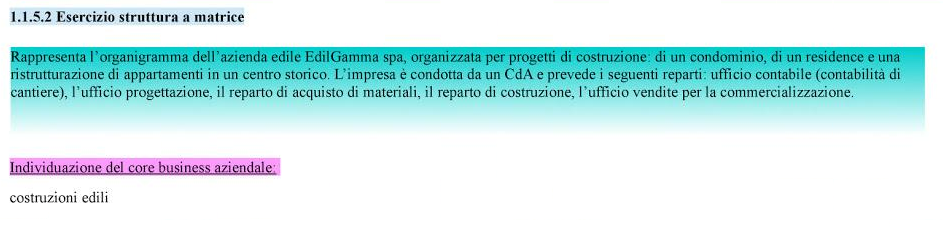 1.1.5.2 Esercizio struttura a matrice
Rappresenta l'organigramma dell'azienda edile EdilGamma spa, organizzata per progetti di costruzione: di un condominio, di un residence e una
ristrutturazione di appartamenti in un centro storico. L'impresa è condotta da un CdA e prevede i seguenti reparti: ufficio contabile (contabilità di
cantiere), l'ufficio progettazione, il reparto di acquisto di materiali, il reparto di costruzione, l'ufficio vendite per la commercializzazione.
Individuazione del core business aziendale:
costruzioni edili